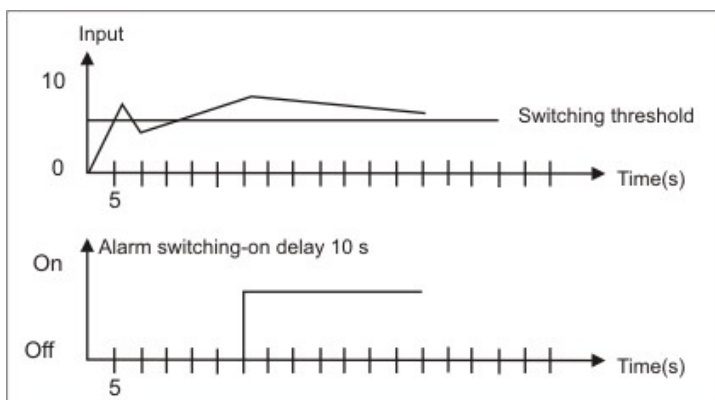 Input
10
Switching threshold
0
Time(s)
5
Alarm switching-on delay 10 s
On
Off
Time(s)
5